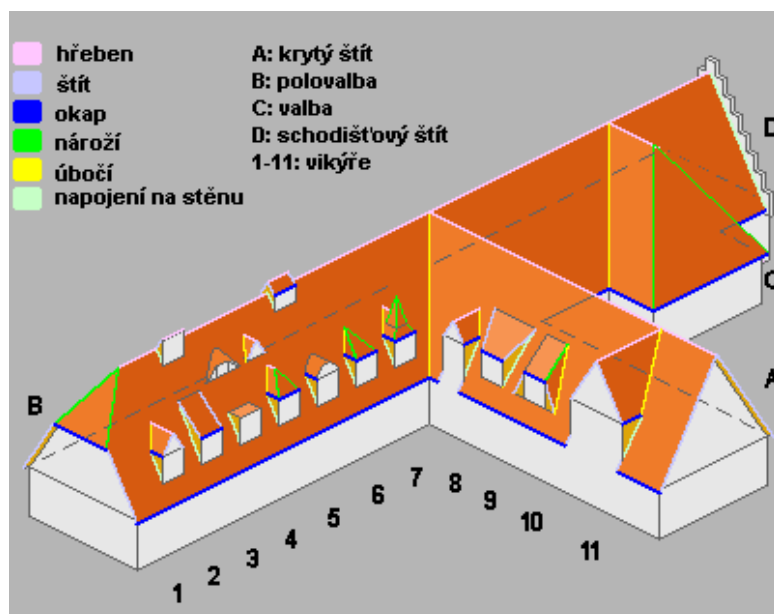 hřeben
štít
okap
nároží
úbočí
napojení na stěnu
A: krytý štít
B: polovalba
C: valba
D: schodišťový štít
1-11: vikýře
D
C
A
B
1
2
3
4
5
6
7
8
9
10
11